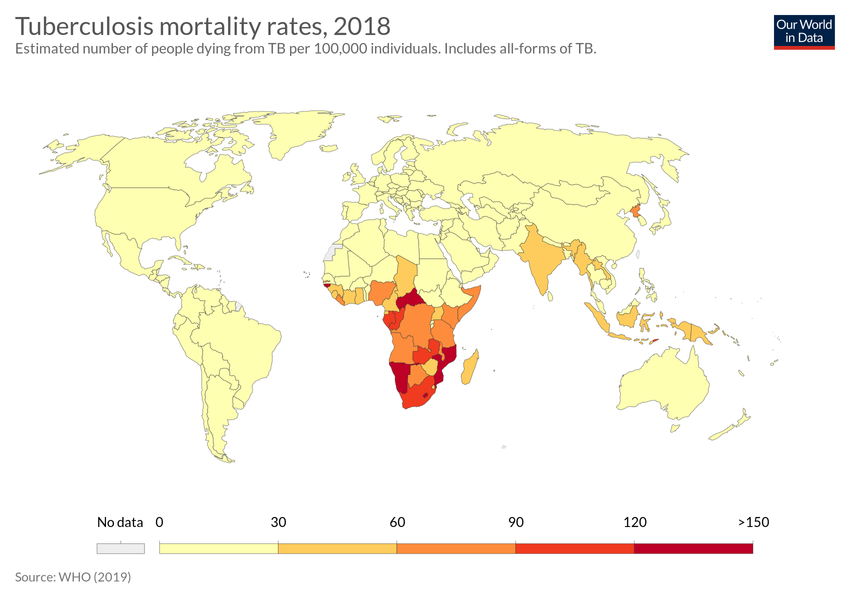 Tuberculosis mortality rates, 2018
Estimated number of people dying from TB per 100,000 individuals. Includes all-forms of TB.
Our World
in Data
No data 0 30 60 90 120 >150
Source: WHO (2019)